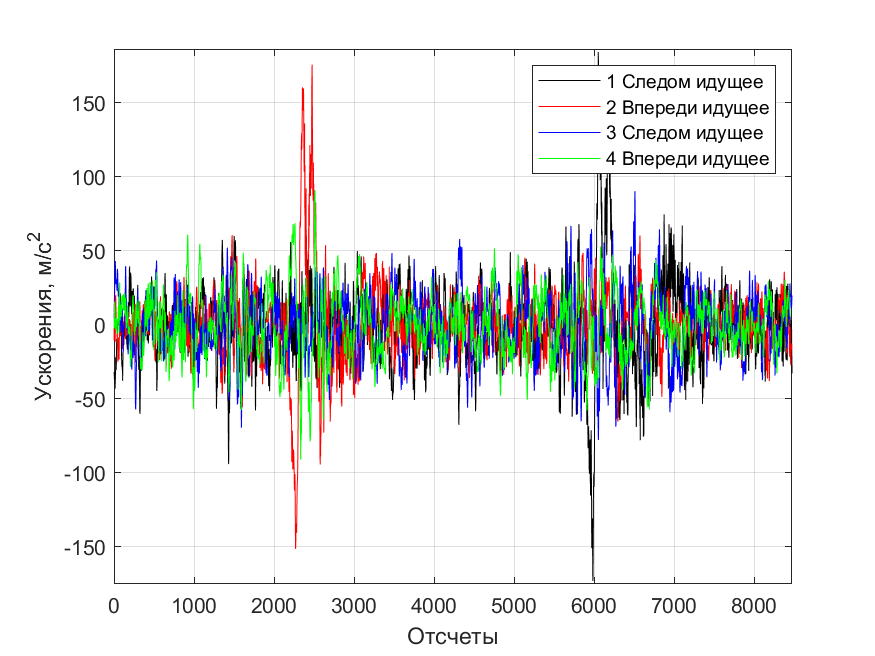 1 Следом идущее
2 Впереди идущее
3 Следом идущее
4 Впереди идущее
Ускорения, м/с²
150
100
50
0
-50
-100
-150
0 1000 2000 3000 4000 5000 6000 7000 8000
Отсчеты